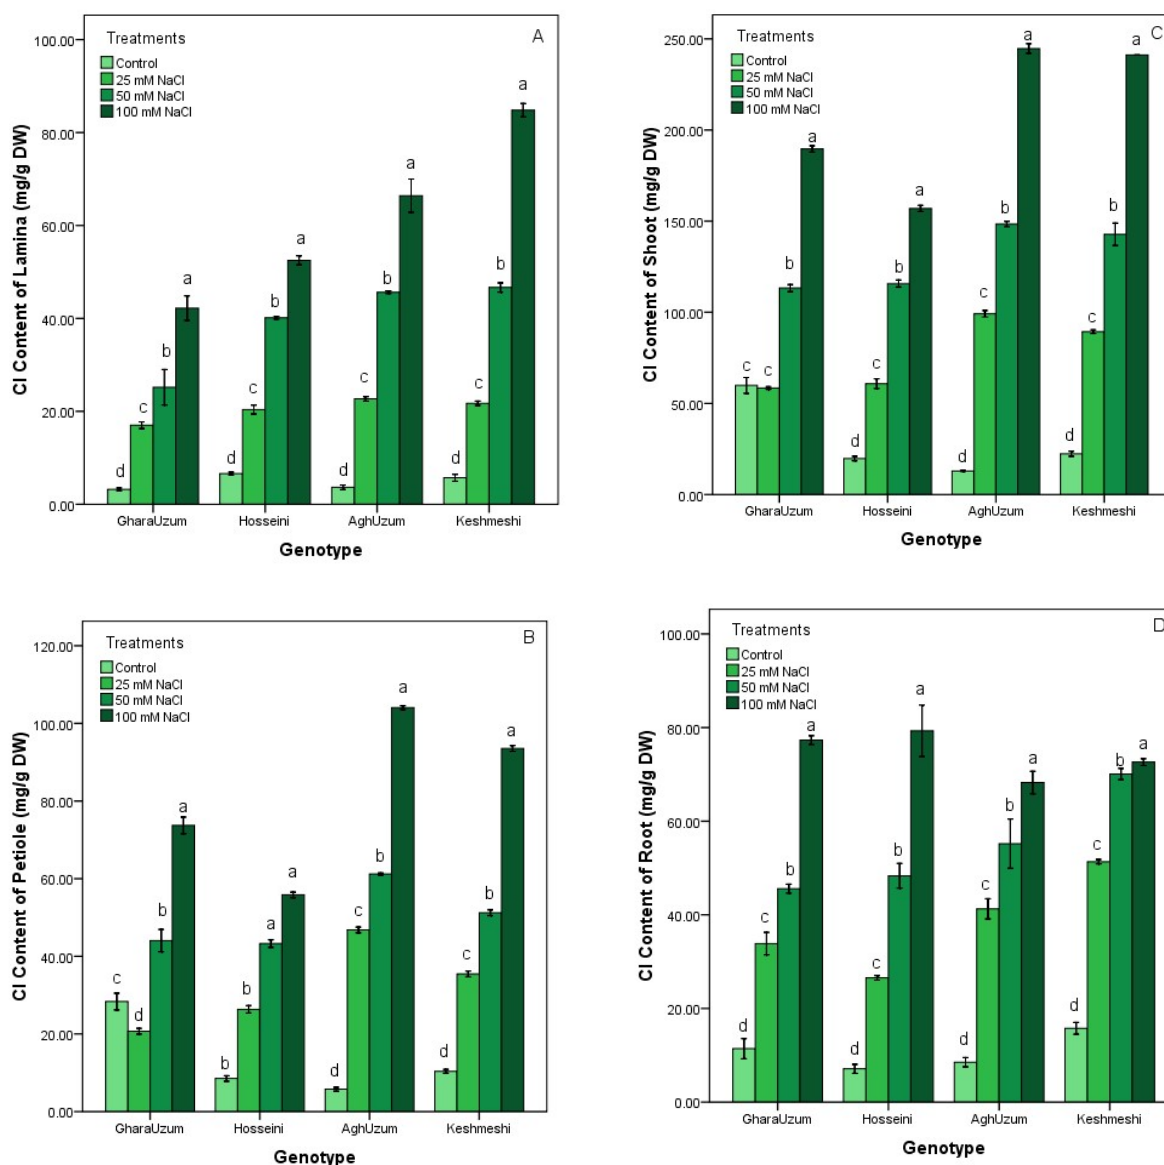 A
Treatments
Control
25 mM NaCl
50 mM NaCl
100 mM NaCl
Cl Content of Lamina (mg/g DW)
100.00
80.00
60.00
40.00
20.00
0.00
d c b a
d c b a
d c b a
d c b a
GharaUzum Hosseini AghUzum Keshmeshi
Genotype
C
Treatments
Control
25 mM NaCl
50 mM NaCl
100 mM NaCl
Cl Content of Shoot (mg/g DW)
250.00
200.00
150.00
100.00
50.00
0.00
c c b a
d c b a
d c b a
d c b a
GharaUzum Hosseini AghUzum Keshmeshi
Genotype
B
Treatments
Control
25 mM NaCl
50 mM NaCl
100 mM NaCl
Cl Content of Petiole (mg/g DW)
120.00
100.00
80.00
60.00
40.00
20.00
0.00
c d b a
b b a a
d c b a
d c b a
GharaUzum Hosseini AghUzum Keshmeshi
Genotype
D
Treatments
Control
25 mM NaCl
50 mM NaCl
100 mM NaCl
Cl Content of Root (mg/g DW)
100.00
80.00
60.00
40.00
20.00
0.00
d c b a
d c b a
d c b a
d c b a
GharaUzum Hosseini AghUzum Keshmeshi
Genotype